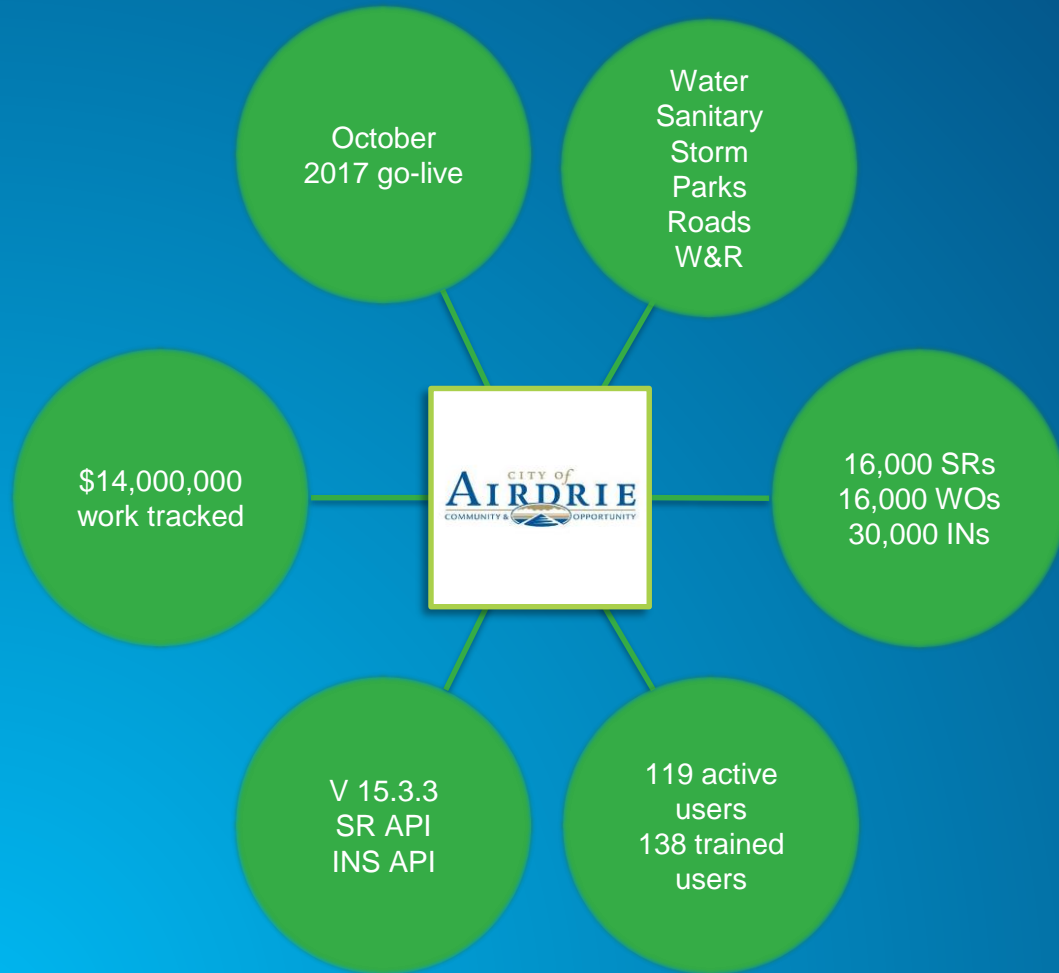 October
2017 go-live
Water
Sanitary
Storm
Parks
Roads
W&R
$14,000,000
work tracked
CITY of
AIRDRIE
COMMUNITY & OPPORTUNITY
16,000 SRs
16,000 WOs
30,000 INs
V 15.3.3
SR API
INS API
119 active
users
138 trained
users